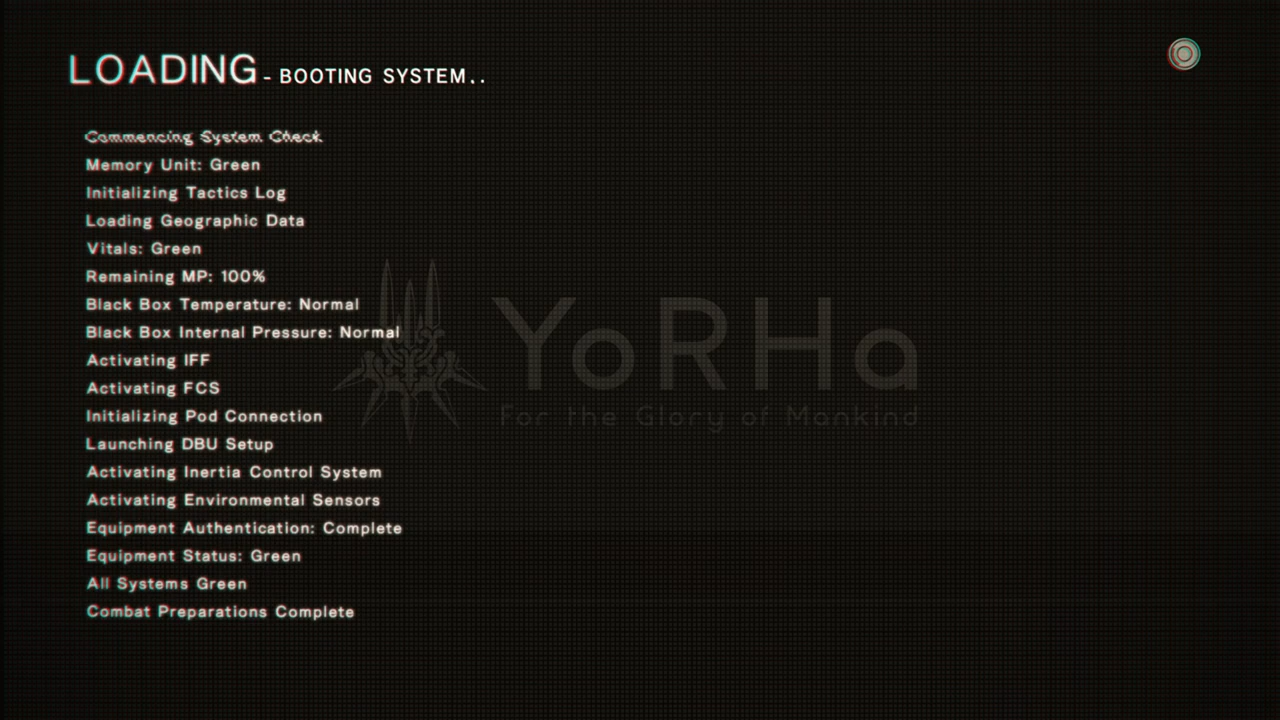 LOADING - BOOTING SYSTEM..
Commencing System Check
Memory Unit: Green
Initializing Tactics Log
Loading Geographic Data
Vitals: Green
Remaining MP: 100%
Black Box Temperature: Normal
Black Box Internal Pressure: Normal
Activating IFF
Activating FCS
Initializing Pod Connection
Launching DBU Setup
Activating Inertia Control System
Activating Environmental Sensors
Equipment Authentication: Complete
Equipment Status: Green
All Systems Green
Combat Preparations Complete
YoRHa
For the Glory of Mankind